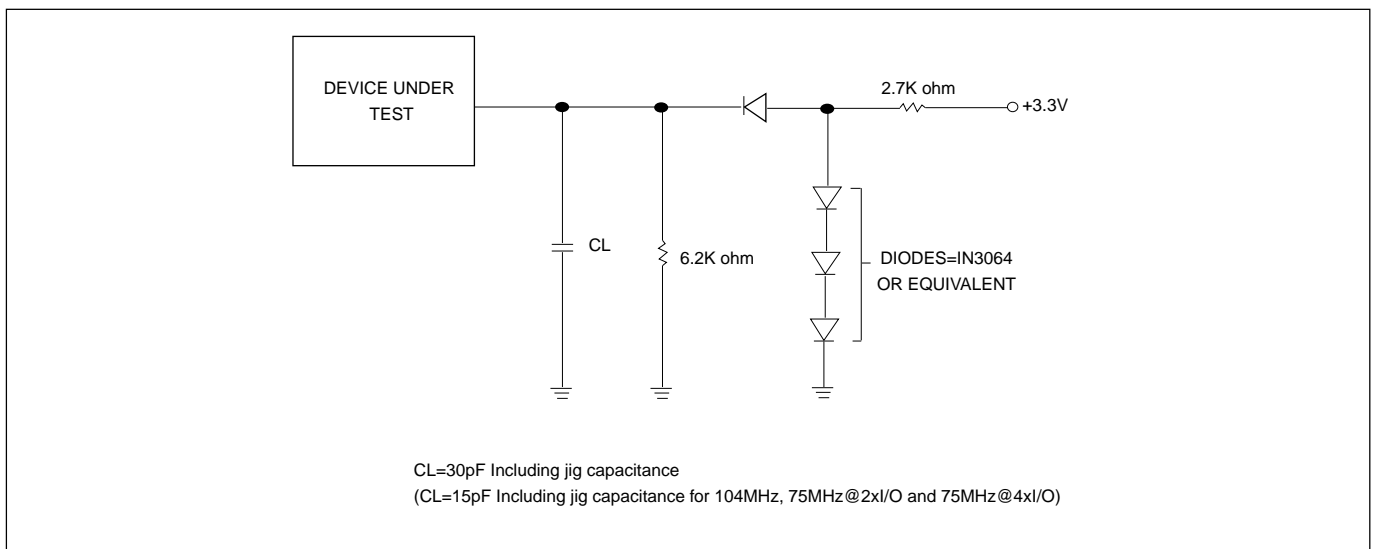 DEVICE UNDER
TEST
2.7K ohm
+3.3V
CL
6.2K ohm
DIODES=IN3064
OR EQUIVALENT
CL=30pF Including jig capacitance
(CL=15pF Including jig capacitance for 104MHz, 75MHz@2xI/O and 75MHz@4xI/O)